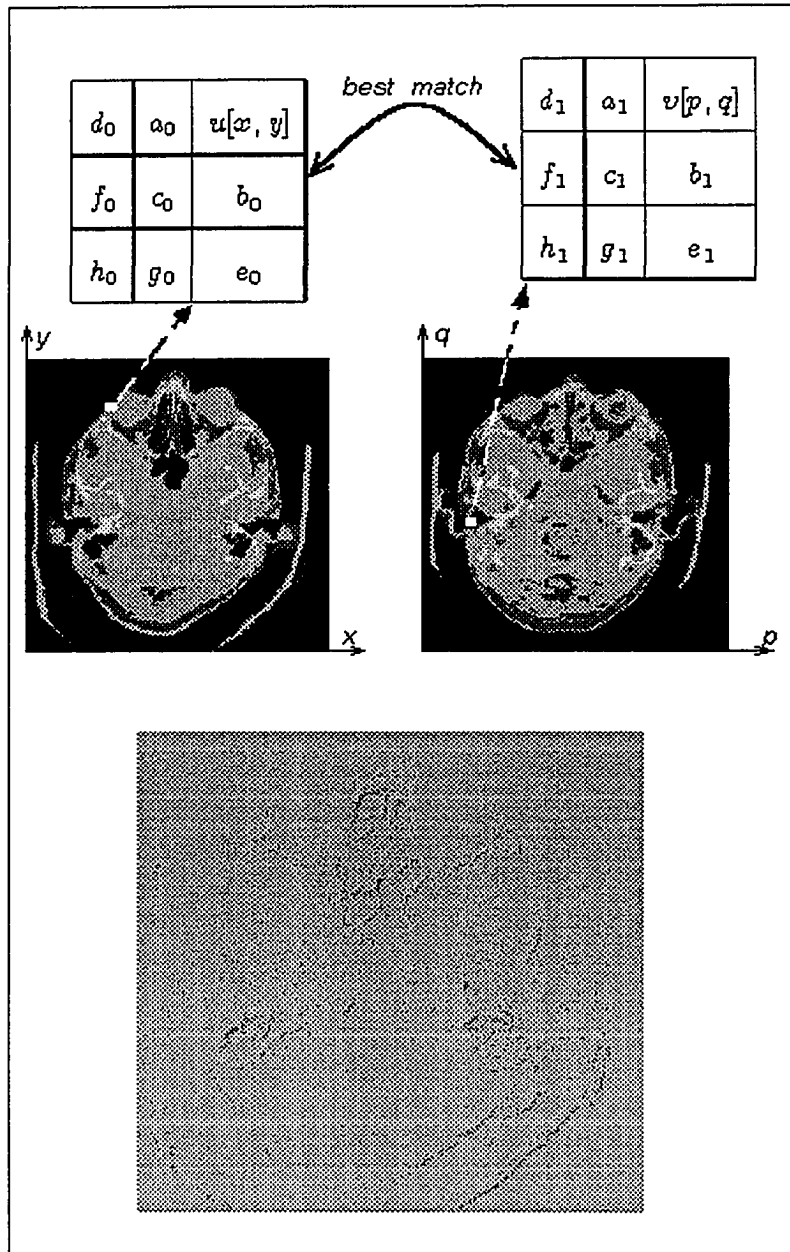 best match
d₀ a₀ u[x, y]
f₀ c₀ b₀
h₀ g₀ e₀
d₁ a₁ v[p, q]
f₁ c₁ b₁
h₁ g₁ e₁
y
x
q
p